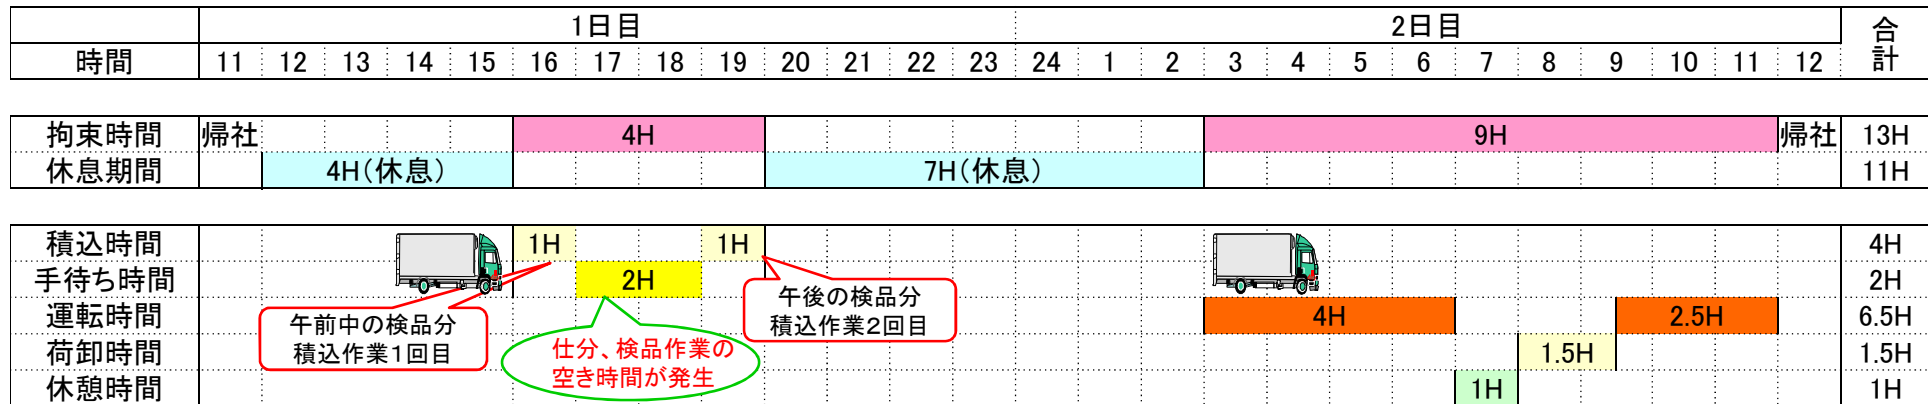 1日目 2日目 合計
時間 11 12 13 14 15 16 17 18 19 20 21 22 23 24 1 2 3 4 5 6 7 8 9 10 11 12
拘束時間 帰社 4H 9H 帰社 13H
休息期間 4H(休息) 7H(休息) 11H
積込時間 1H 1H 4H
手待ち時間 2H 2H
運転時間 4H 2.5H 6.5H
荷卸時間 1.5H 1.5H
休憩時間 1H 1H
午前中の検品分
積込作業1回目
仕分、検品作業の
空き時間が発生
午後の検品分
積込作業2回目